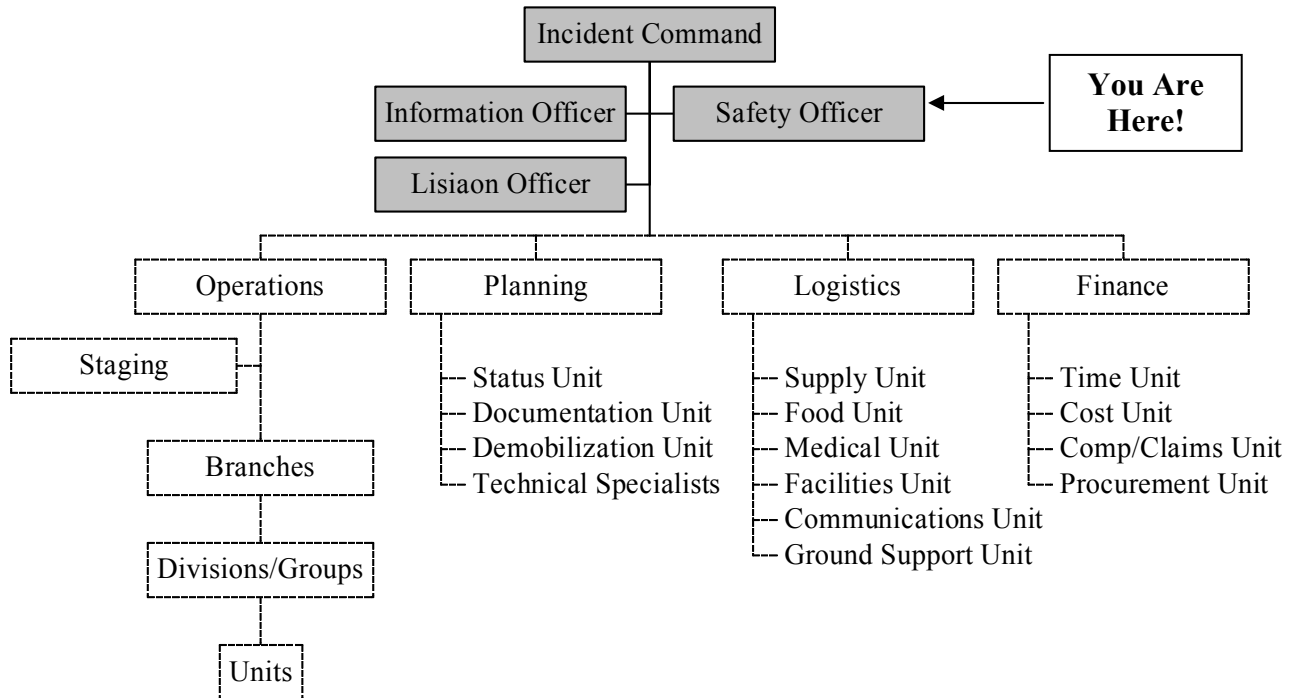 Incident Command
Information Officer
Safety Officer
You Are
Here!
Lisiaon Officer
Operations
Planning
Logistics
Finance
Staging
Branches
Divisions/Groups
Units
Status Unit
Documentation Unit
Demobilization Unit
Technical Specialists
Supply Unit
Food Unit
Medical Unit
Facilities Unit
Communications Unit
Ground Support Unit
Time Unit
Cost Unit
Comp/Claims Unit
Procurement Unit